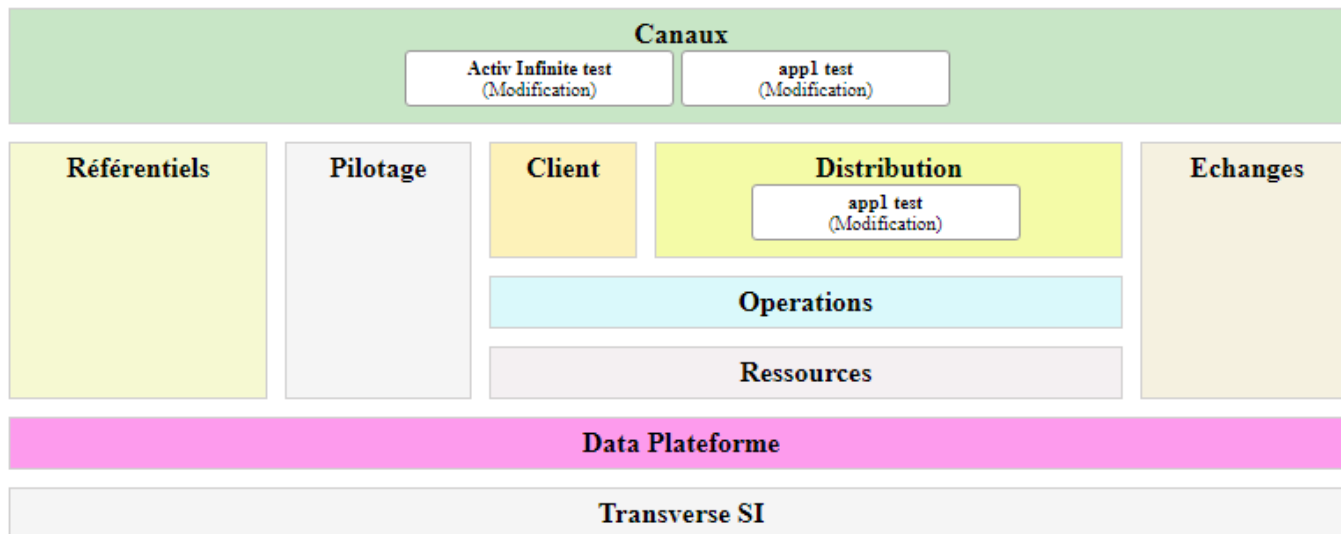 Canaux
Activ Infinite test
(Modification)
app1 test
(Modification)
Référentiels
Pilotage
Client
Distribution
app1 test
(Modification)
Echanges
Operations
Ressources
Data Plateforme
Transverse SI